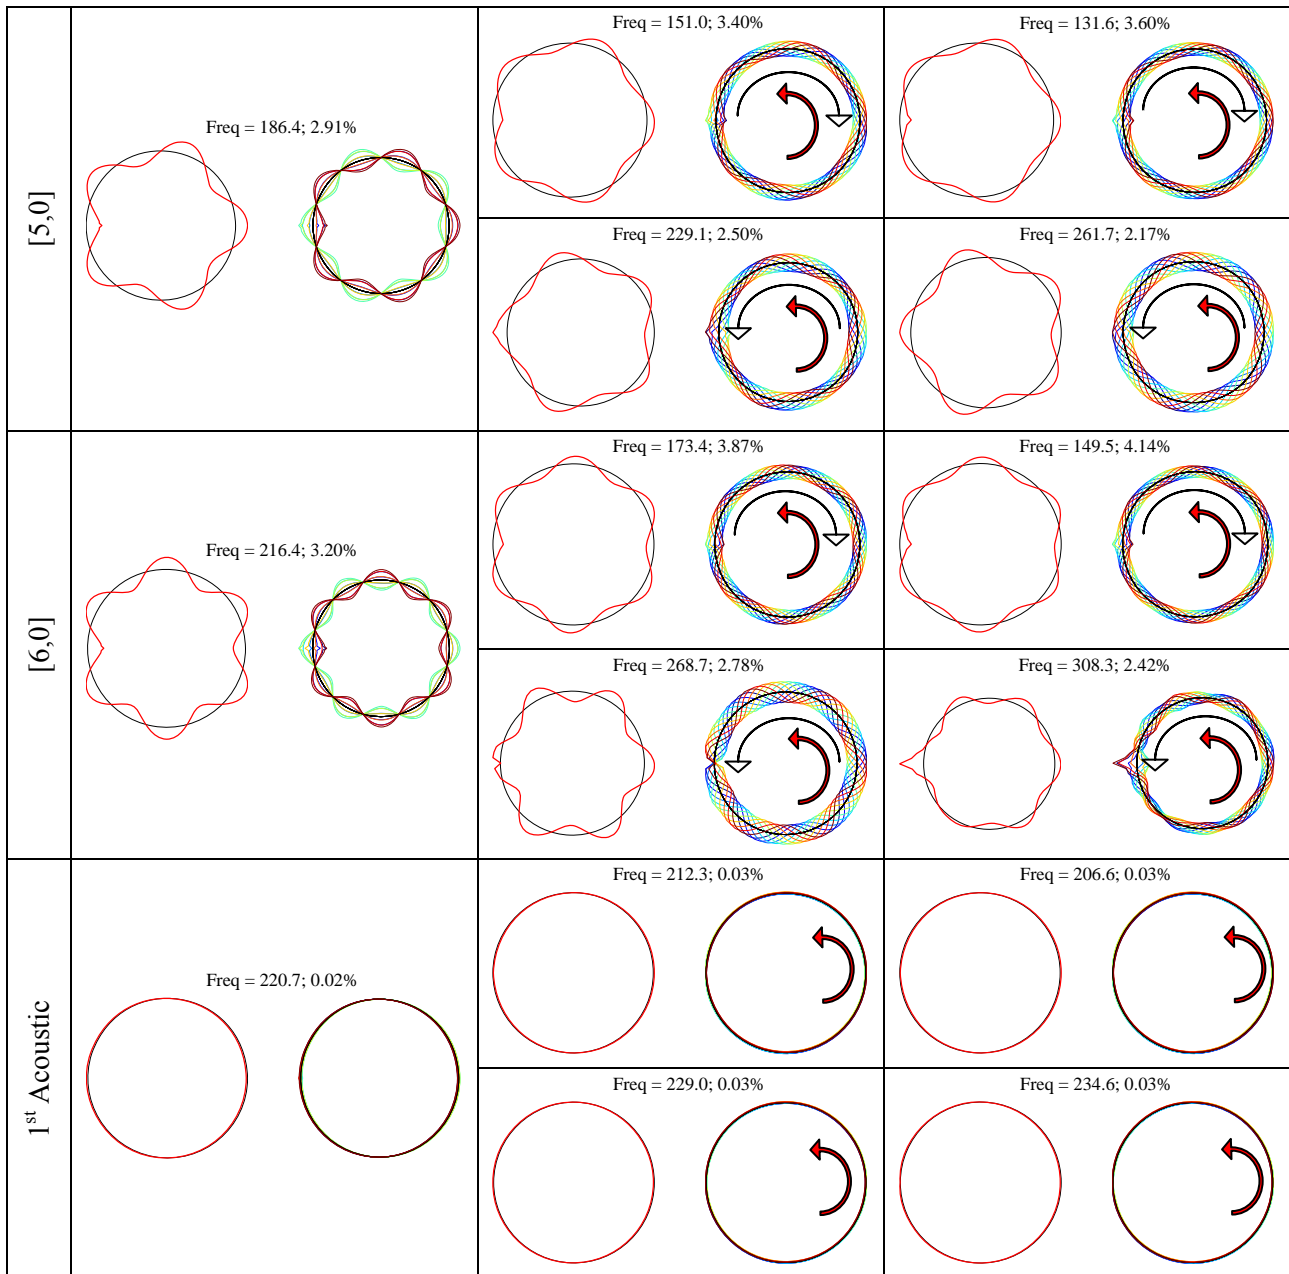 [5,0]
Freq = 186.4; 2.91%
Freq = 151.0; 3.40%
Freq = 131.6; 3.60%
Freq = 229.1; 2.50%
Freq = 261.7; 2.17%
[6,0]
Freq = 216.4; 3.20%
Freq = 173.4; 3.87%
Freq = 149.5; 4.14%
Freq = 268.7; 2.78%
Freq = 308.3; 2.42%
1st Acoustic
Freq = 220.7; 0.02%
Freq = 212.3; 0.03%
Freq = 206.6; 0.03%
Freq = 229.0; 0.03%
Freq = 234.6; 0.03%